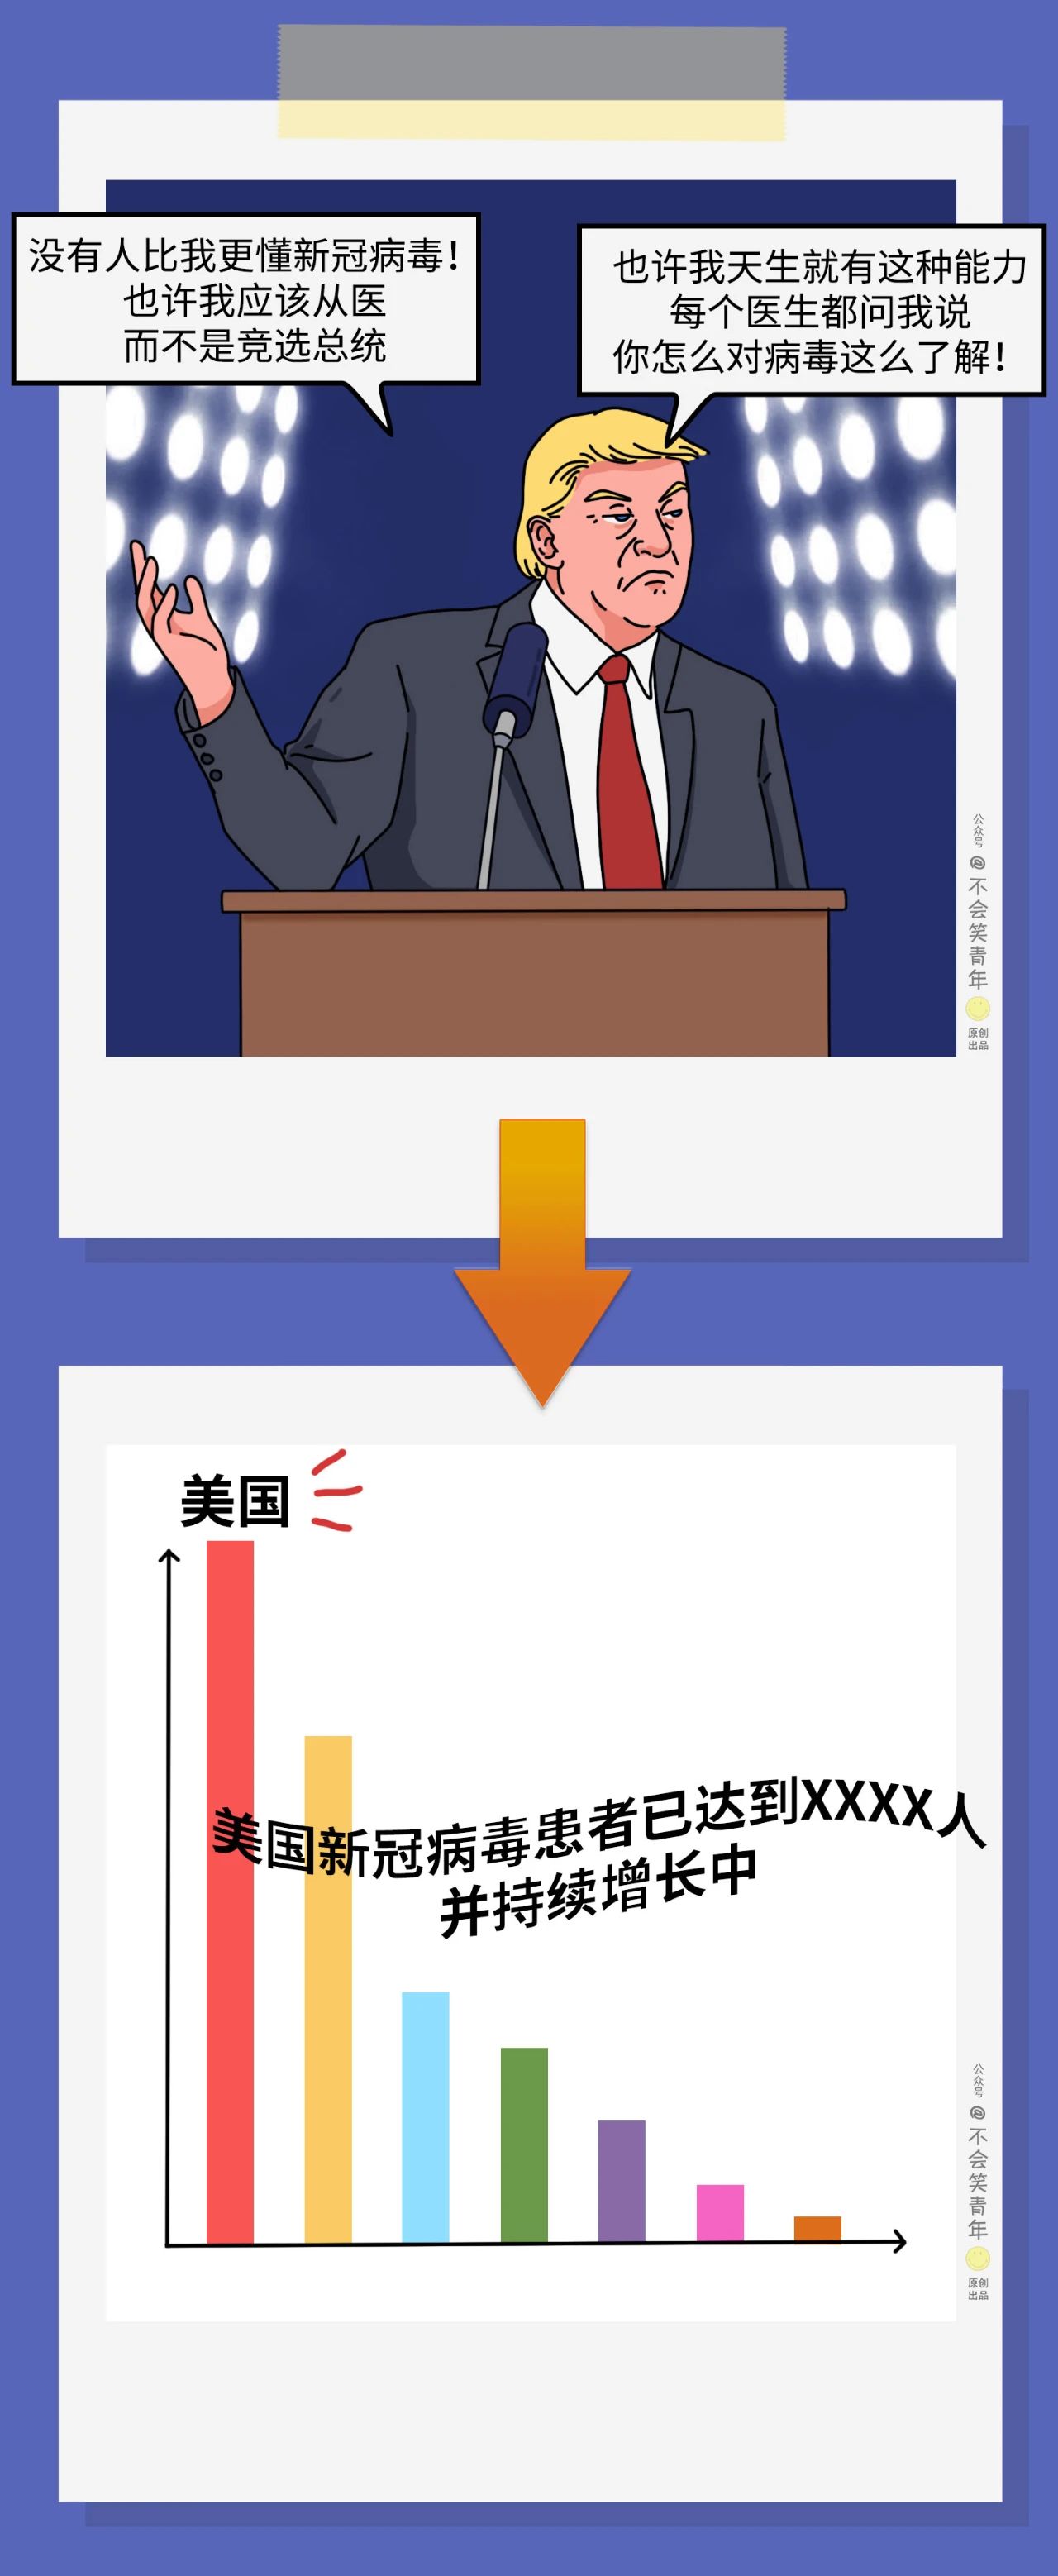 没有人比我更懂新冠病毒！
也许我应该从医
而不是竞选总统
也许我天生就有这种能力
每个医生都问我说
你怎么对病毒这么了解！
公众号
@不会笑青年
原创
出品
美国
美国新冠病毒患者已达到XXXX人
并持续增长中
公众号
@不会笑青年
原创
出品